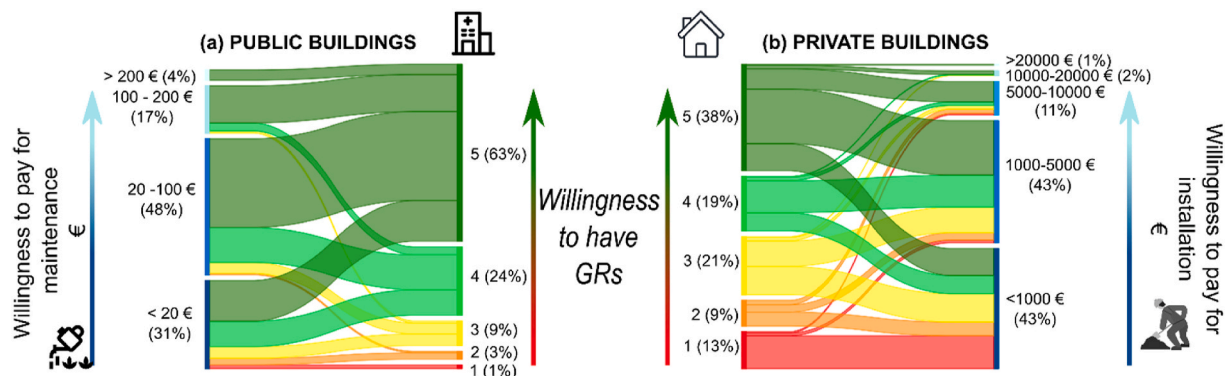 (a) PUBLIC BUILDINGS
> 200 € (4%)
100 - 200 €
(17%)
20 -100 €
(48%)
< 20 €
(31%)
Willingness to pay for
maintenance
€
5 (63%)
4 (24%)
3 (9%)
2 (3%)
1 (1%)
Willingness
to have
GRs
(b) PRIVATE BUILDINGS
5 (38%)
4 (19%)
3 (21%)
2 (9%)
1 (13%)
>20000 € (1%)
10000-20000 € (2%)
5000-10000 €
(11%)
1000-5000 €
(43%)
<1000 €
(43%)
Willingness to pay for
installation
€